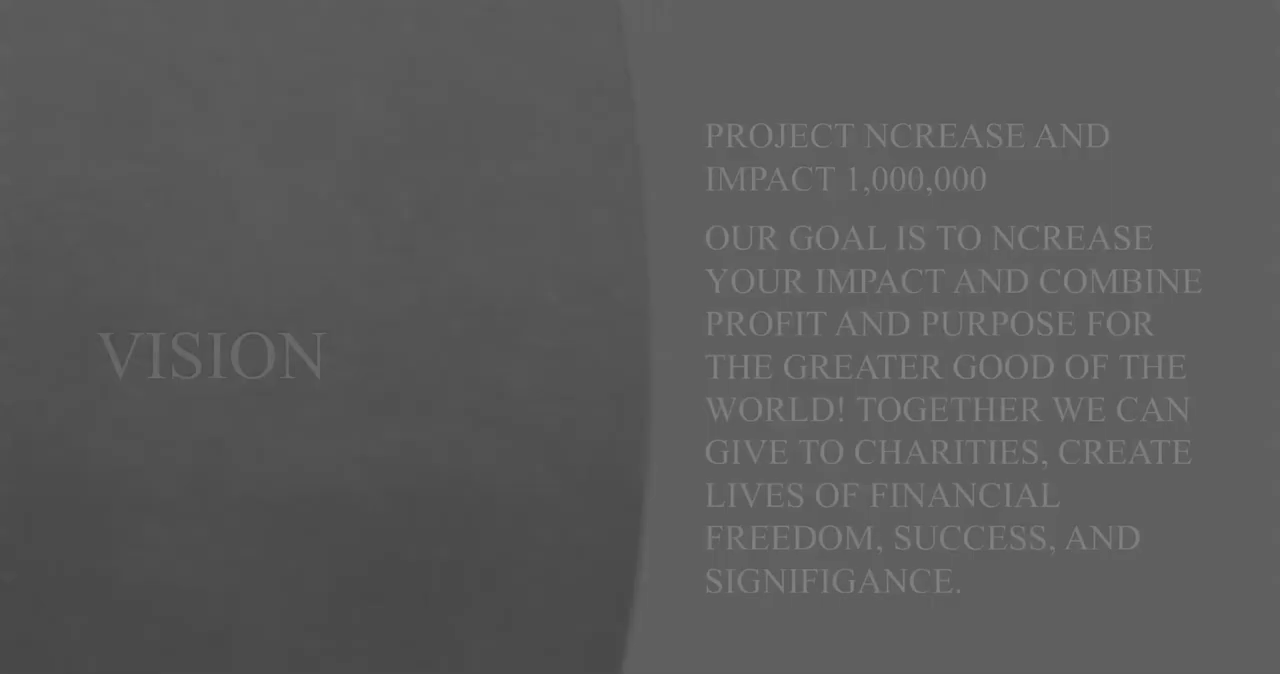 VISION
PROJECT NCREASE AND
IMPACT 1,000,000
OUR GOAL IS TO NCREASE
YOUR IMPACT AND COMBINE
PROFIT AND PURPOSE FOR
THE GREATER GOOD OF THE
WORLD! TOGETHER WE CAN
GIVE TO CHARITIES, CREATE
LIVES OF FINANCIAL
FREEDOM, SUCCESS, AND
SIGNIFIGANCE.